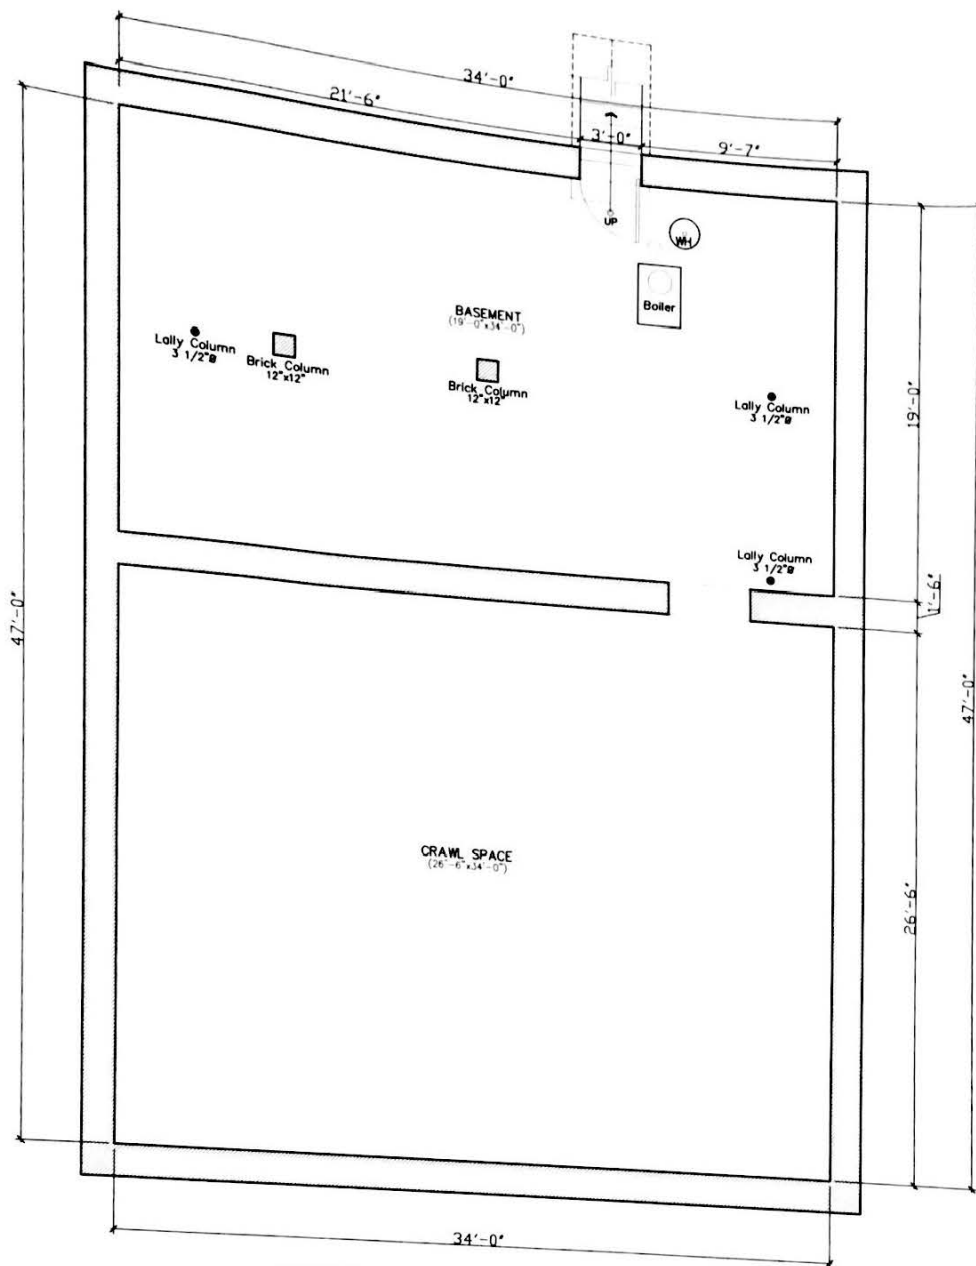 34'-0"
21'-6"
3'-0"
9'-7"
UP
WH
Boiler
BASEMENT
(19'-0"x34'-0")
Lally Column
3 1/2"ø
Brick Column
12"x12"
Brick Column
12"x12"
Lally Column
3 1/2"ø
19'-0"
Lally Column
3 1/2"ø
1'-6"
47'-0"
47'-0"
CRAWL SPACE
(26'-6"x34'-0")
26'-6"
34'-0"